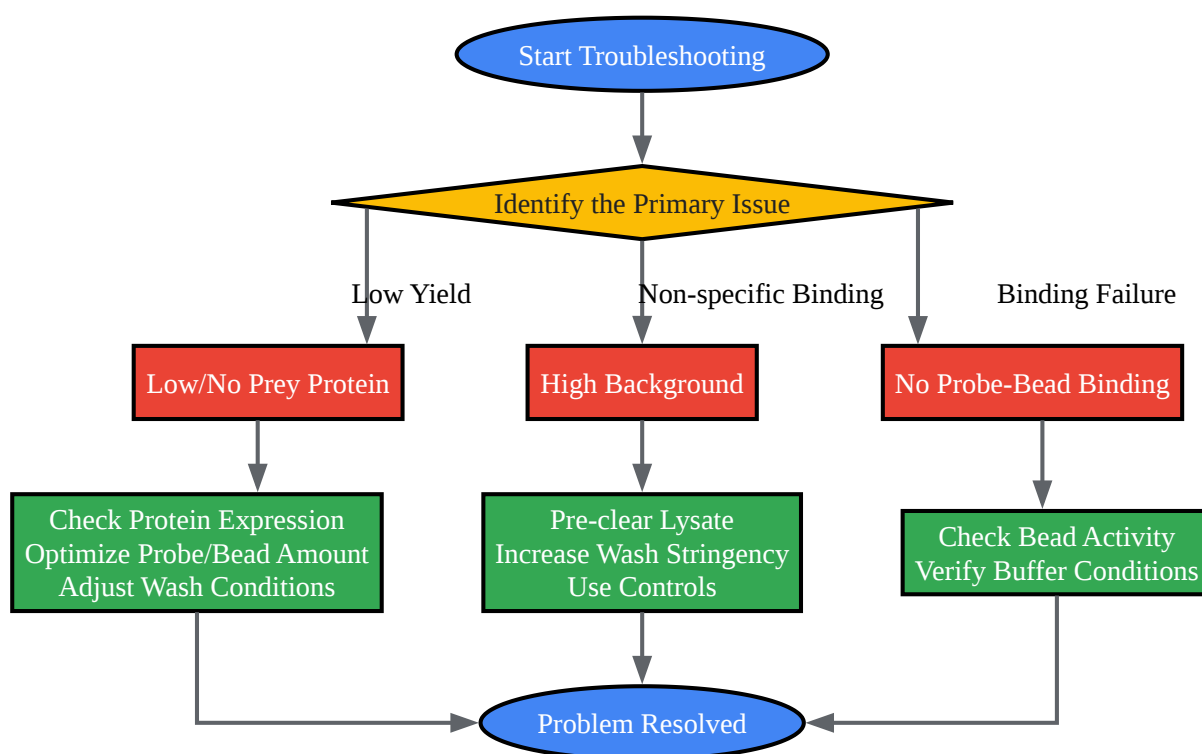 Start Troubleshooting
Identify the Primary Issue
Low Yield
Non-specific Binding
Binding Failure
Low/No Prey Protein
High Background
No Probe-Bead Binding
Check Protein Expression
Optimize Probe/Bead Amount
Adjust Wash Conditions
Pre-clear Lysate
Increase Wash Stringency
Use Controls
Check Bead Activity
Verify Buffer Conditions
Problem Resolved